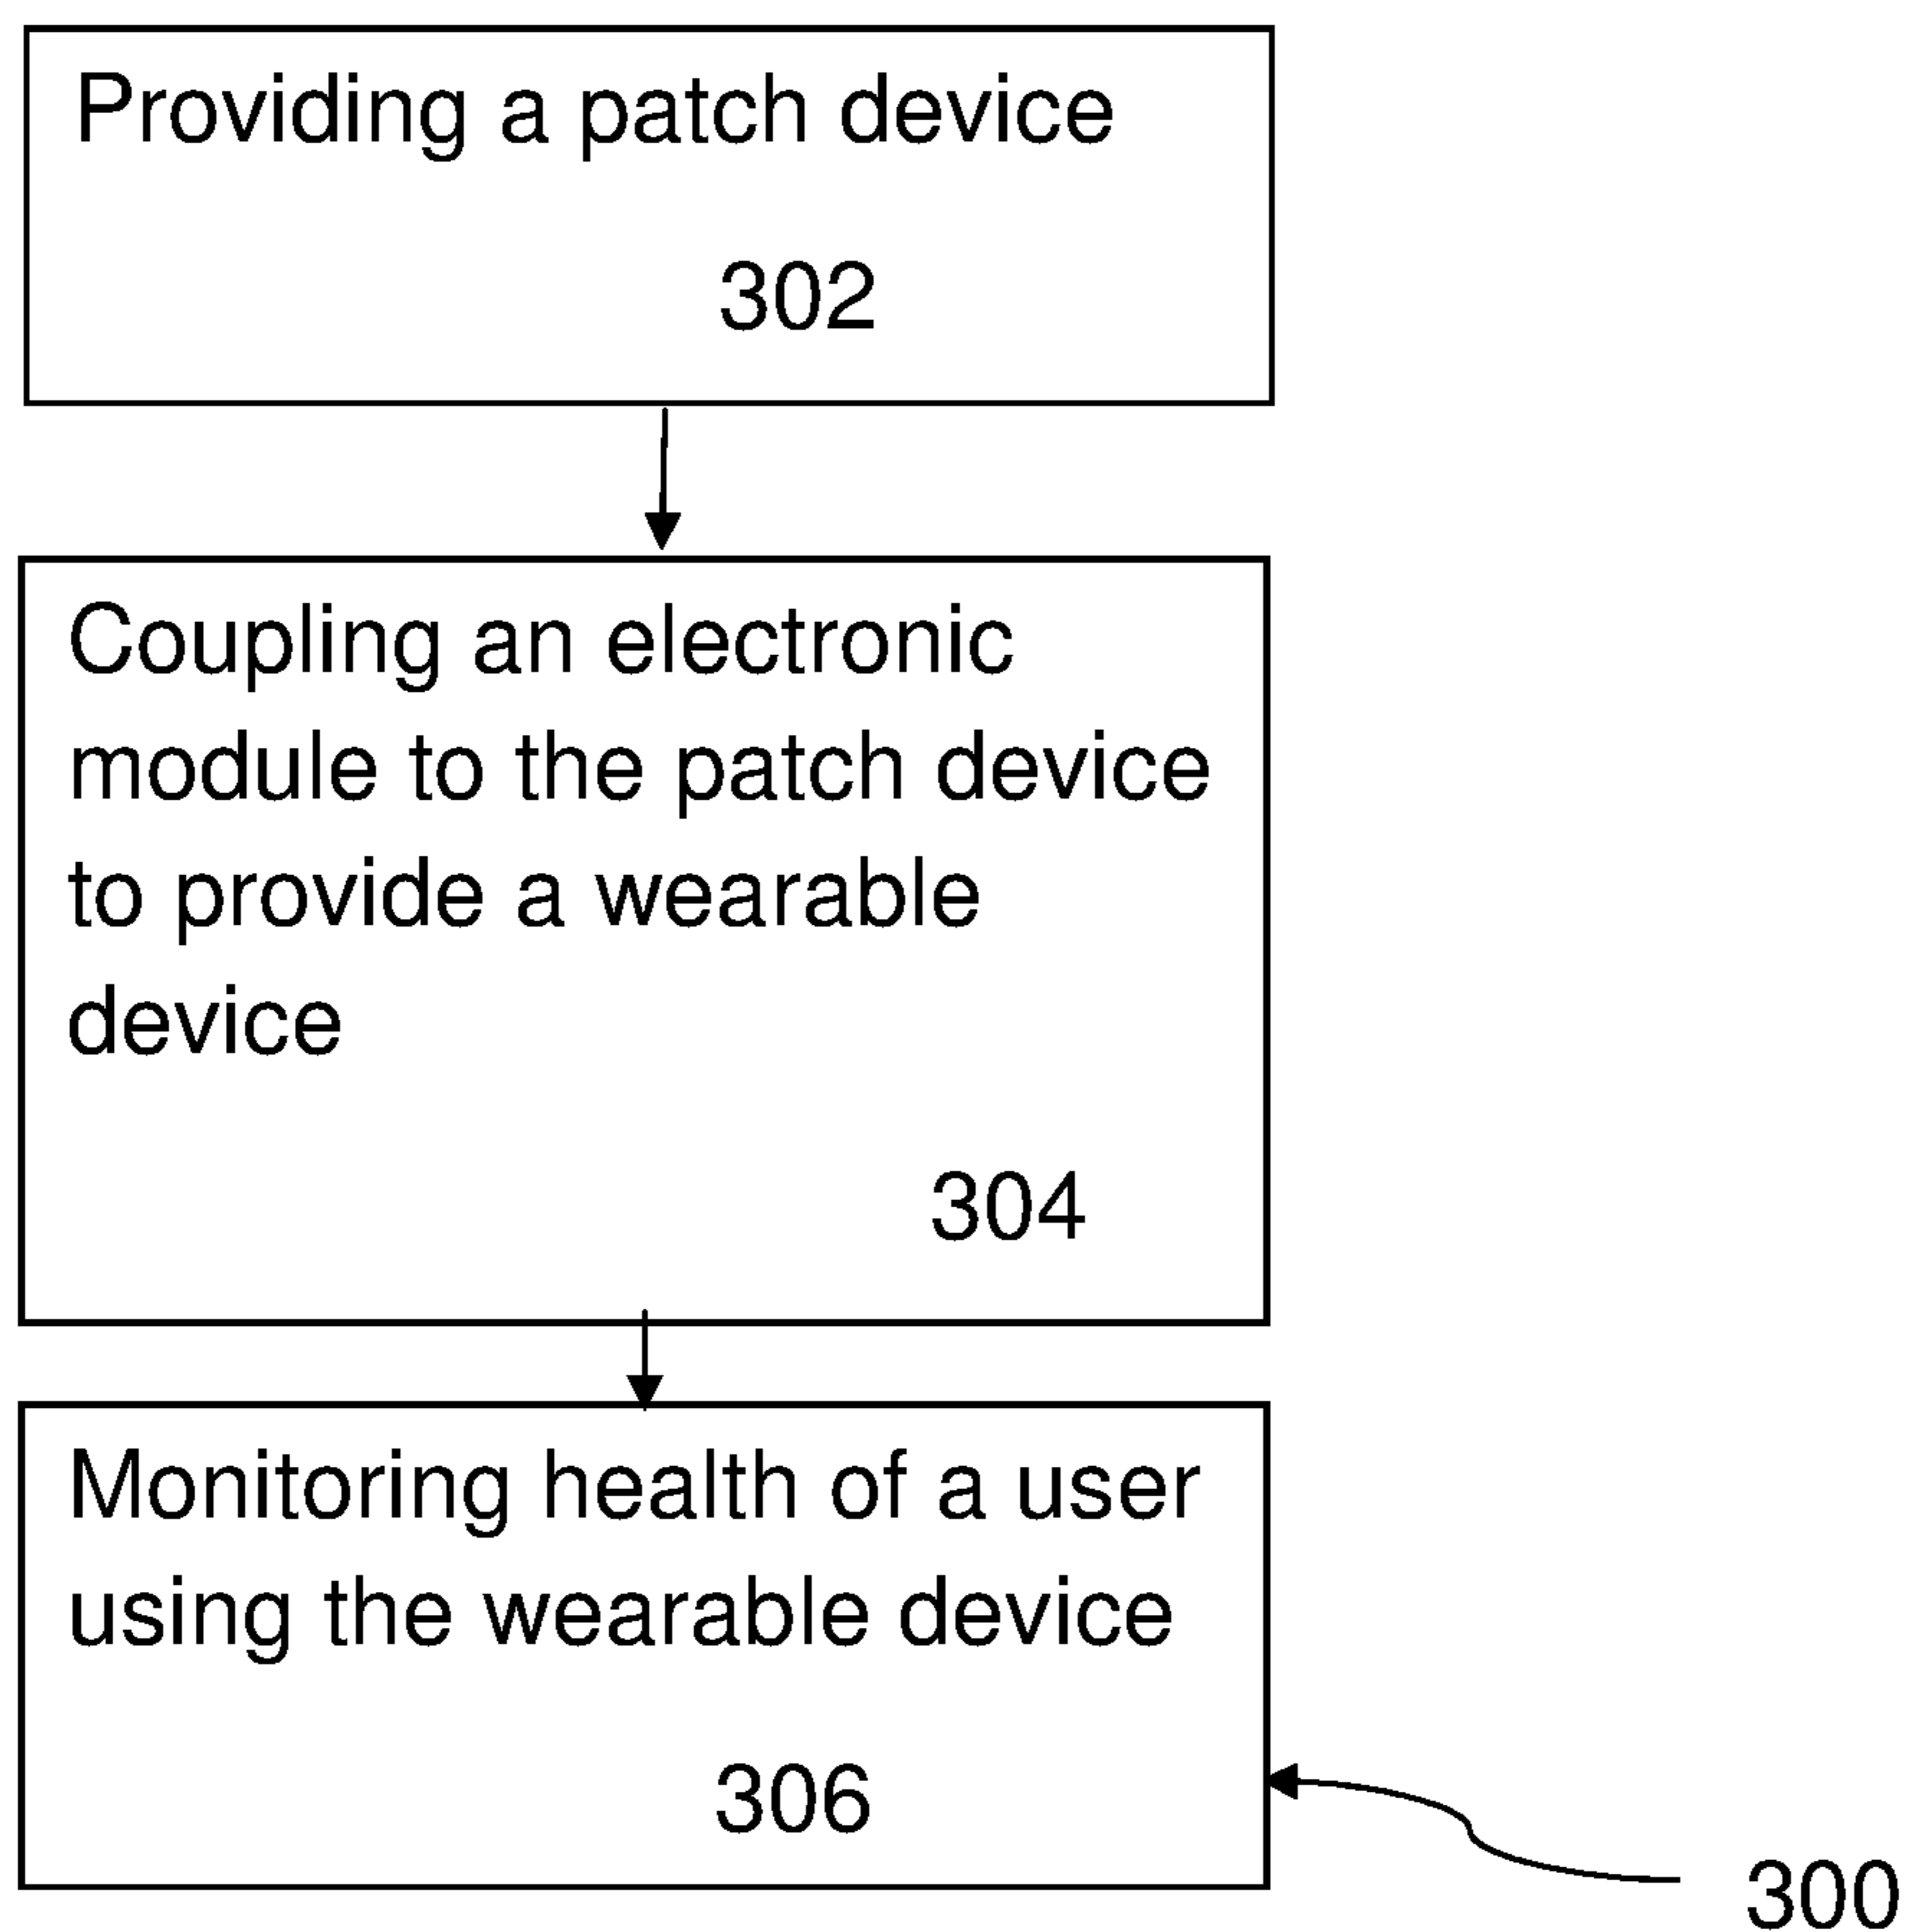 Providing a patch device
302
Coupling an electronic
module to the patch device
to provide a wearable
device
304
Monitoring health of a user
using the wearable device
306
300